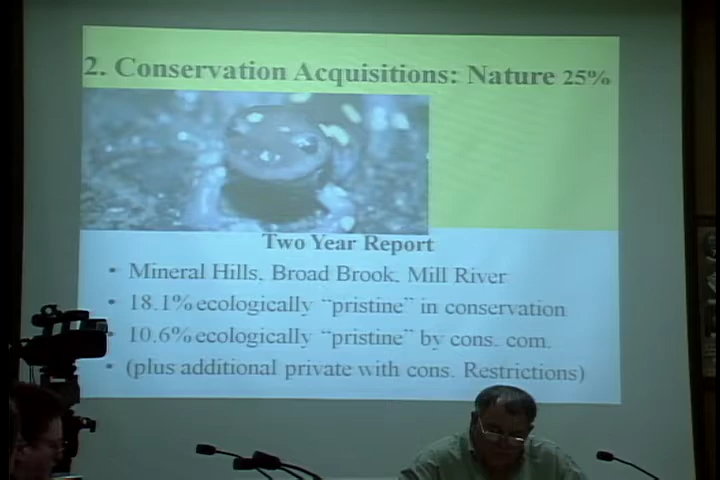 2. Conservation Acquisitions: Nature 25%
Two Year Report
• Mineral Hills, Broad Brook, Mill River
• 18.1% ecologically “pristine” in conservation
• 10.6% ecologically “pristine” by cons. com.
• (plus additional private with cons. Restrictions)